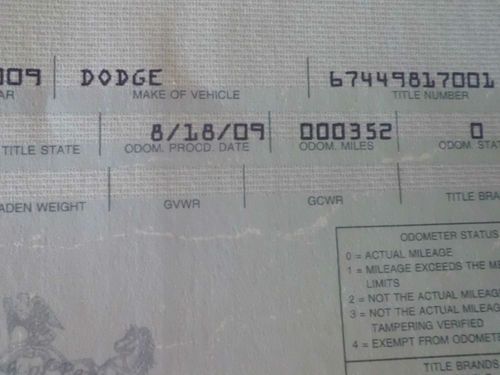 009 DODGE 67449817001
AR MAKE OF VEHICLE TITLE NUMBER
8/18/09 000352 0
TITLE STATE ODOM. PROCD. DATE ODOM. MILES ODOM. STA
ADEN WEIGHT GVWR GCWR TITLE BRA
ODOMETER STATUS
0 = ACTUAL MILEAGE
1 = MILEAGE EXCEEDS THE ME
LIMITS
2 = NOT THE ACTUAL MILEAG
3 = NOT THE ACTUAL MILEAG
TAMPERING VERIFIED
4 = EXEMPT FROM ODOMETE
TITLE BRANDS